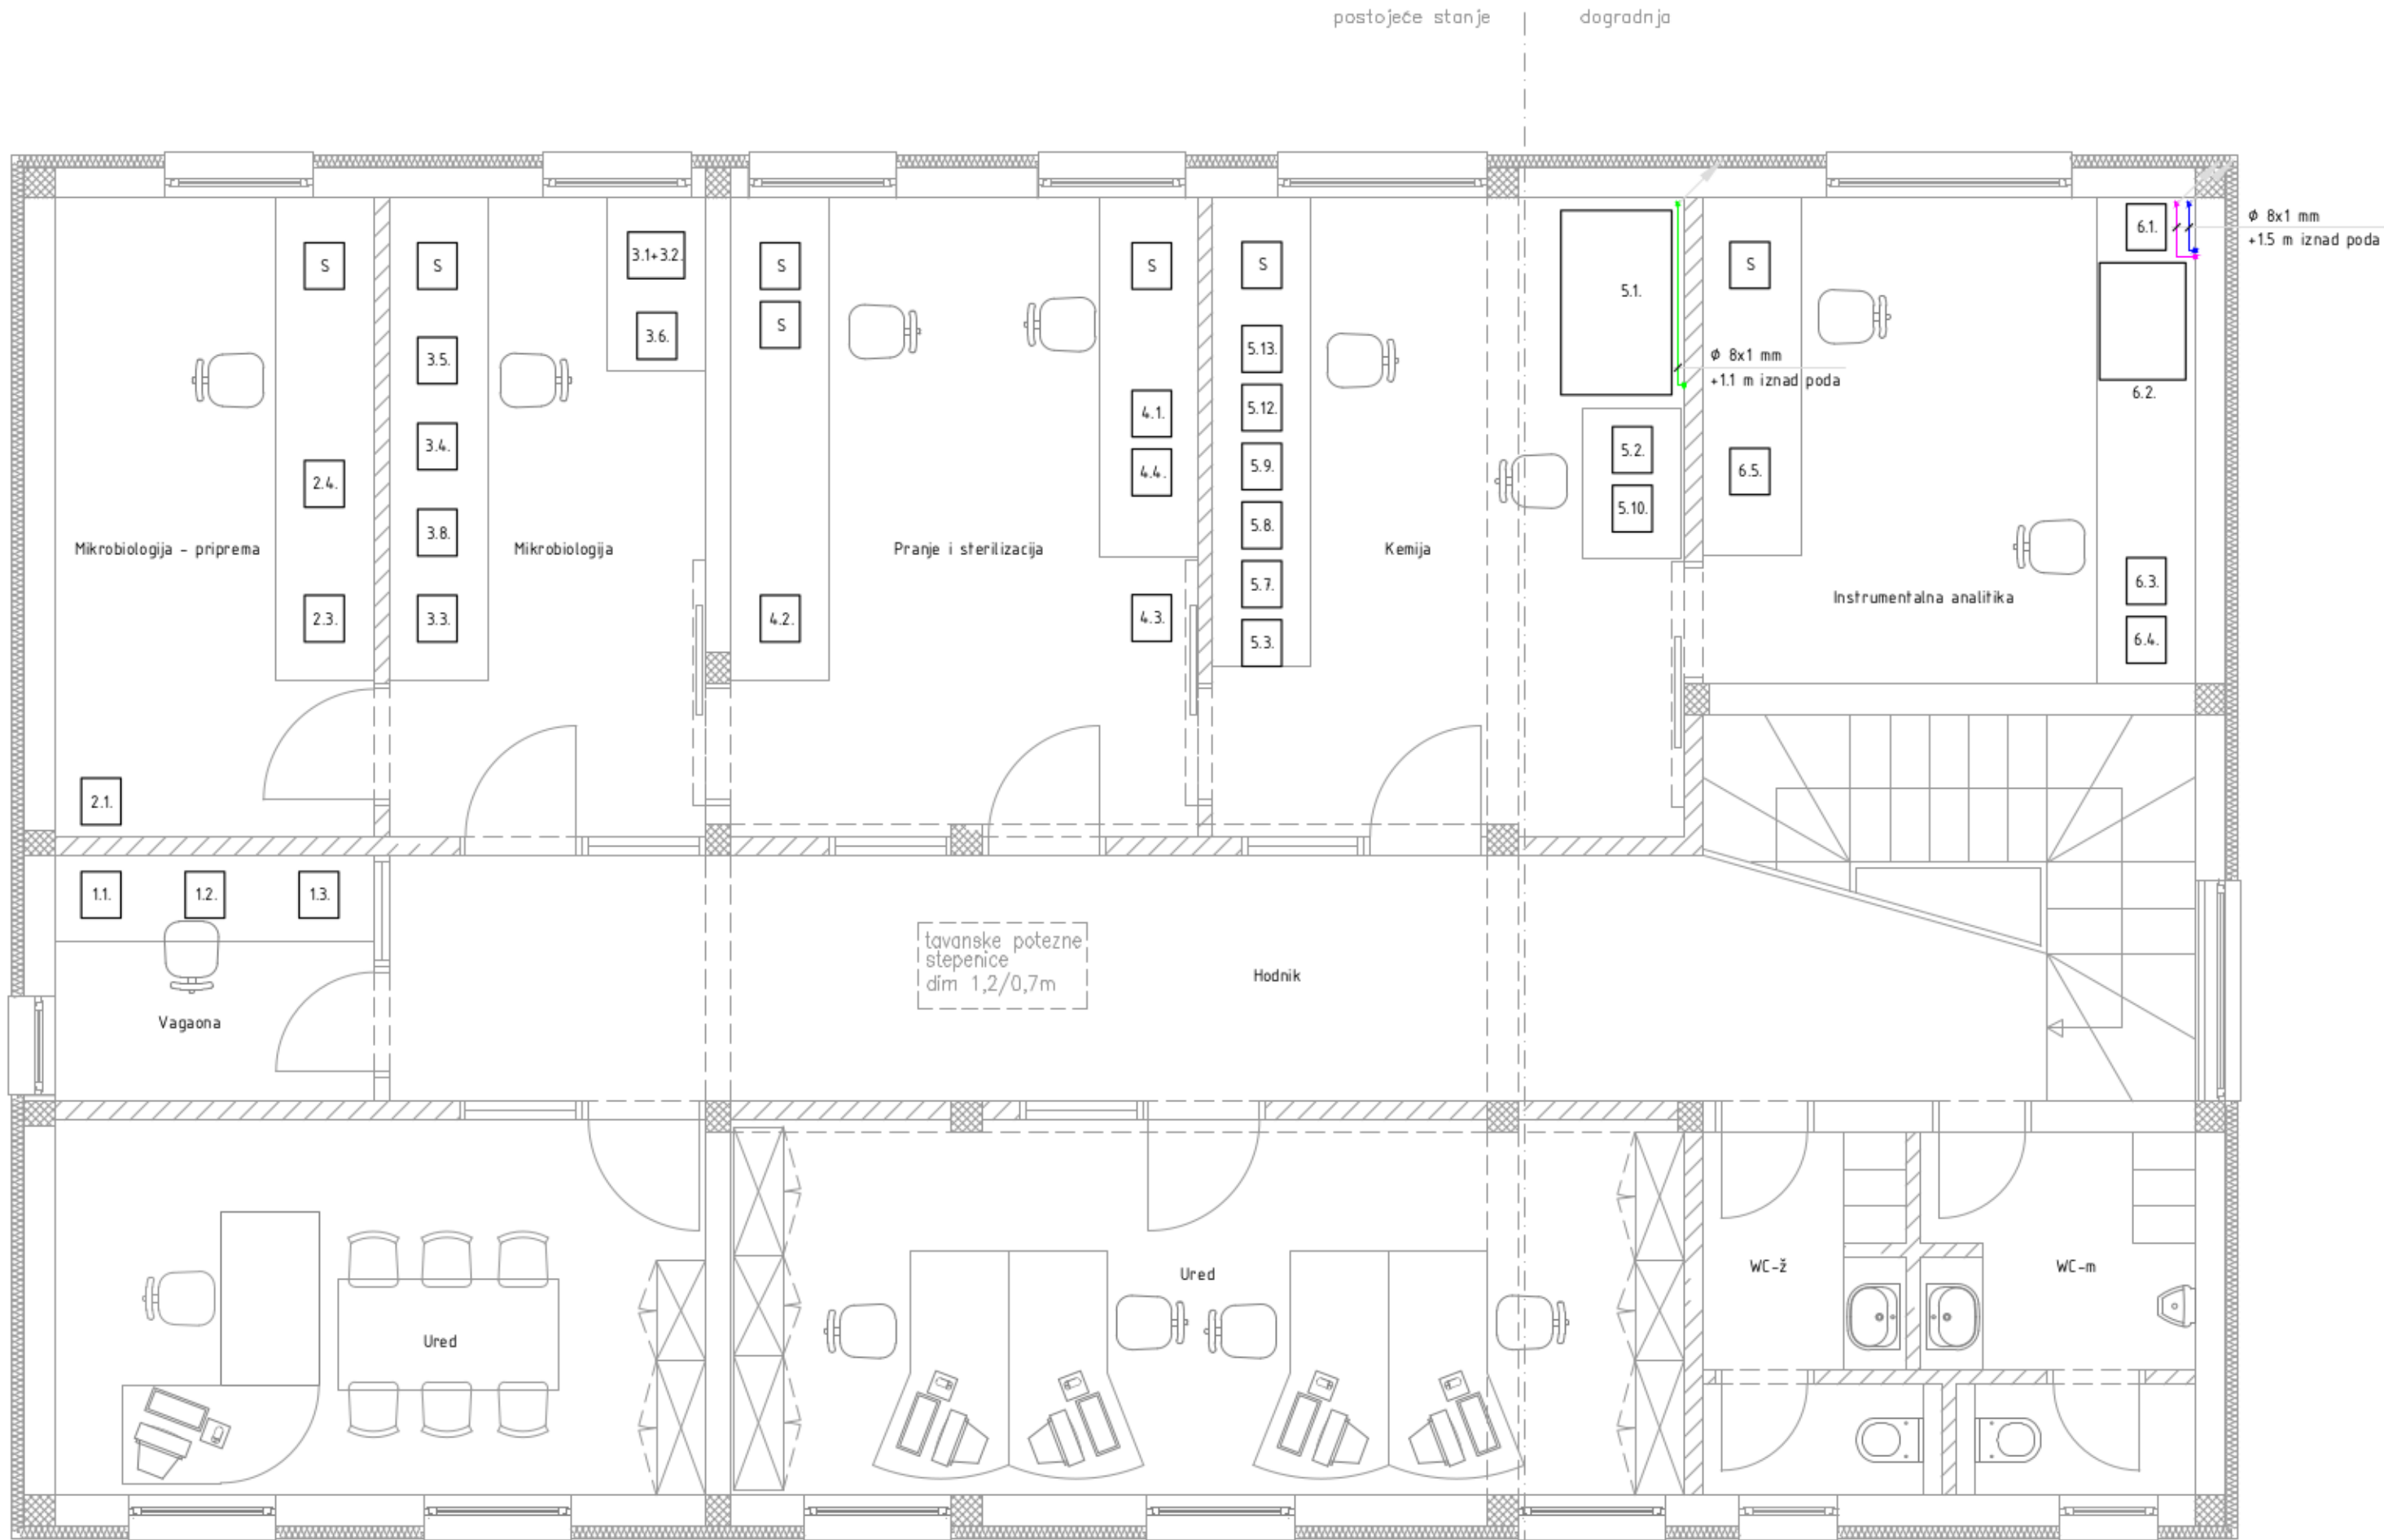 postojeće stanje
dogradnja
Ø 8x1 mm
+1.5 m iznad poda
6.1.
S
S
3.1+3.2.
S
S
S
S
S
5.1.
3.6.
3.5.
5.13.
Ø 8x1 mm
+1.1 m iznad poda
6.2.
4.1.
5.12.
3.4.
4.4.
5.9.
5.2.
6.5.
2.4.
3.8.
5.8.
5.10.
Mikrobiologija - priprema
Mikrobiologija
Pranje i sterilizacija
Kemija
Instrumentalna analitika
5.7.
6.3.
2.3.
3.3.
4.2.
4.3.
5.3.
6.4.
2.1.
1.1.
1.2.
1.3.
tavanske potezne
stepenice
dim 1,2/0,7m
Hodnik
Vagaona
Ured
Ured
WC-ž
WC-m